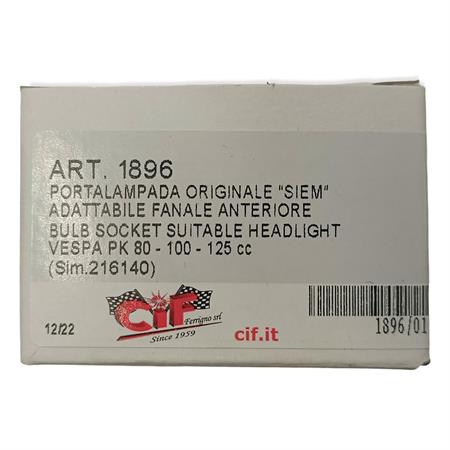 ART. 1896
PORTALAMPADA ORIGINALE "SIEM"
ADATTABILE FANALE ANTERIORE
BULB SOCKET SUITABLE HEADLIGHT
VESPA PK 80 - 100 - 125 cc
(Sim.216140)
12/22
CiF
Ferrigno srl
Since 1959
cif.it
1896/01